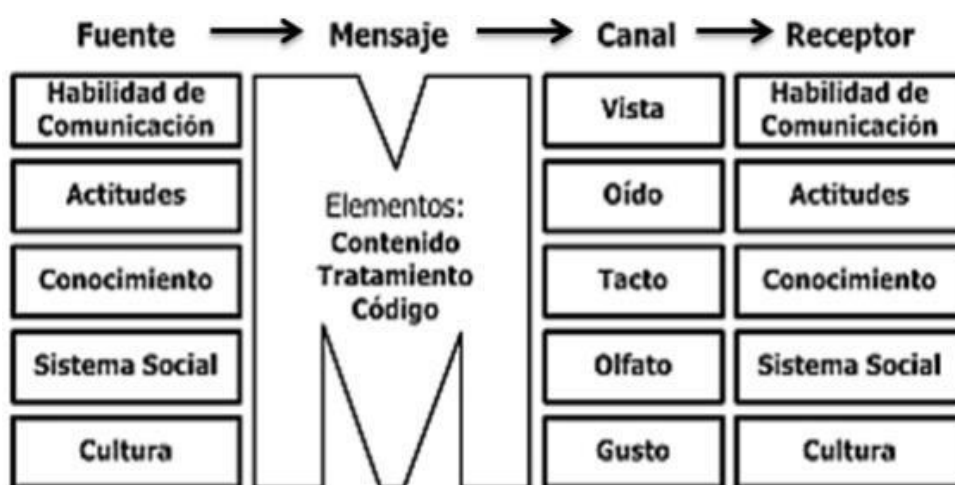 Fuente → Mensaje → Canal → Receptor
Habilidad de
Comunicación
Actitudes
Conocimiento
Sistema Social
Cultura
Elementos:
Contenido
Tratamiento
Código
Vista
Oído
Tacto
Olfato
Gusto
Habilidad de
Comunicación
Actitudes
Conocimiento
Sistema Social
Cultura